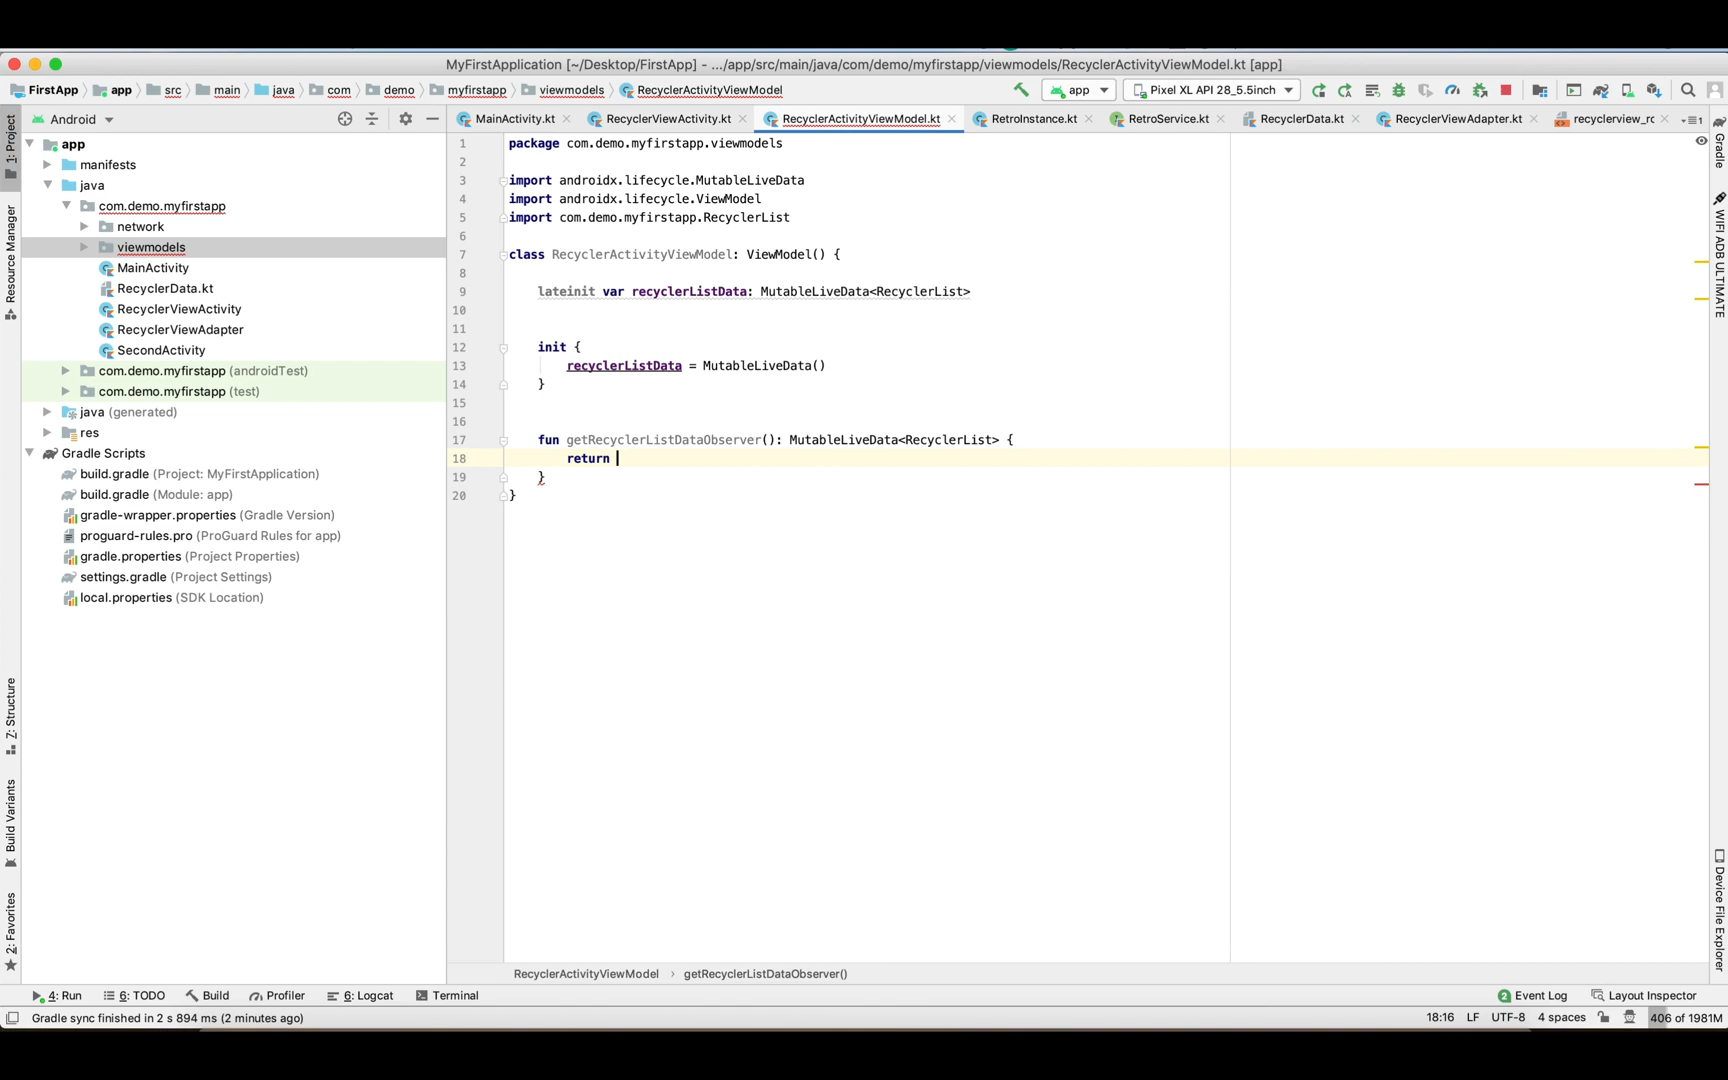 MyFirstApplication [~/Desktop/FirstApp] - .../app/src/main/java/com/demo/myfirstapp/viewmodels/RecyclerActivityViewModel.kt [app]
FirstApp app src main java com demo myfirstapp viewmodels RecyclerActivityViewModel app Pixel XL API 28_5.5inch
Android MainActivity.kt RecyclerViewActivity.kt RecyclerActivityViewModel.kt RetroInstance.kt RetroService.kt RecyclerData.kt RecyclerViewAdapter.kt recyclerview_rc
1: Project
Resource Manager
Z: Structure
Build Variants
2: Favorites
app
manifests
java
com.demo.myfirstapp
network
viewmodels
MainActivity
RecyclerData.kt
RecyclerViewActivity
RecyclerViewAdapter
SecondActivity
com.demo.myfirstapp (androidTest)
com.demo.myfirstapp (test)
java (generated)
res
Gradle Scripts
build.gradle (Project: MyFirstApplication)
build.gradle (Module: app)
gradle-wrapper.properties (Gradle Version)
proguard-rules.pro (ProGuard Rules for app)
gradle.properties (Project Properties)
settings.gradle (Project Settings)
local.properties (SDK Location)
1 package com.demo.myfirstapp.viewmodels
2
3 import androidx.lifecycle.MutableLiveData
4 import androidx.lifecycle.ViewModel
5 import com.demo.myfirstapp.RecyclerList
6
7 class RecyclerActivityViewModel: ViewModel() {
8
9 lateinit var recyclerListData: MutableLiveData<RecyclerList>
10
11
12 init {
13 recyclerListData = MutableLiveData()
14 }
15
16
17 fun getRecyclerListDataObserver(): MutableLiveData<RecyclerList> {
18 return
19 }
20 }
Gradle
WIFI ADB ULTIMATE
Device File Explorer
RecyclerActivityViewModel › getRecyclerListDataObserver()
4: Run 6: TODO Build Profiler 6: Logcat Terminal 2 Event Log Layout Inspector
Gradle sync finished in 2 s 894 ms (2 minutes ago) 18:16 LF UTF-8 4 spaces 406 of 1981M